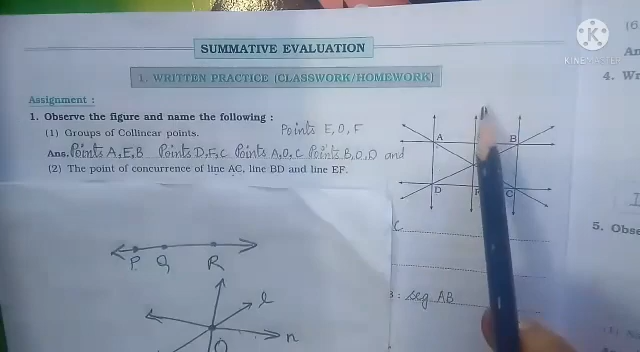 SUMMATIVE EVALUATION
1. WRITTEN PRACTICE (CLASSWORK/HOMEWORK)
Assignment :
1. Observe the figure and name the following :
(1) Groups of Collinear points.
Points E, O, F
Ans. Points A, E, B Points D, F, C Points A, O, C Points B, O, D and
(2) The point of concurrence of line AC, line BD and line EF.
A
B
D
F
C
C
: seg AB
P Q R
l
n
O
(6
An
4. Wr
5. Obse
K
KINEMASTER